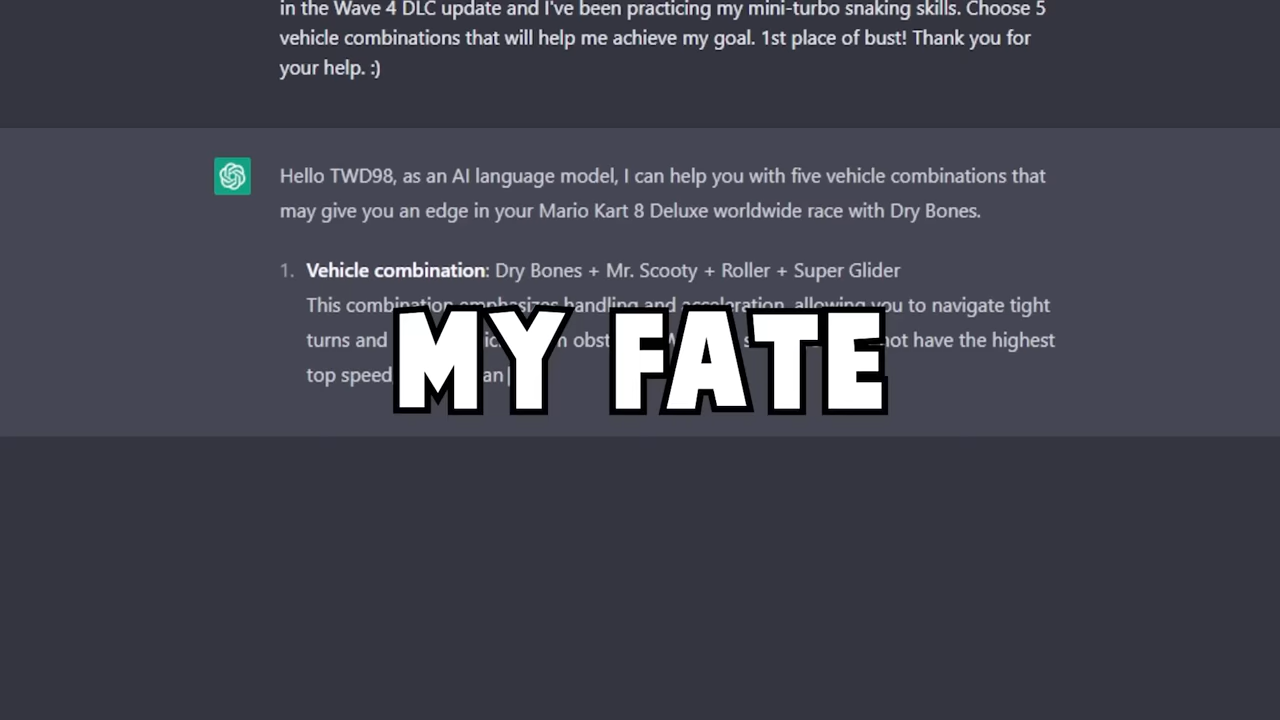 in the Wave 4 DLC update and I've been practicing my mini-turbo snaking skills. Choose 5
vehicle combinations that will help me achieve my goal. 1st place of bust! Thank you for
your help. :)
Hello TWD98, as an AI language model, I can help you with five vehicle combinations that
may give you an edge in your Mario Kart 8 Deluxe worldwide race with Dry Bones.
1. Vehicle combination: Dry Bones + Mr. Scooty + Roller + Super Glider
This combination emphasizes handling and acceleration, allowing you to navigate tight
turns and not have the highest
top speed an
MY FATE